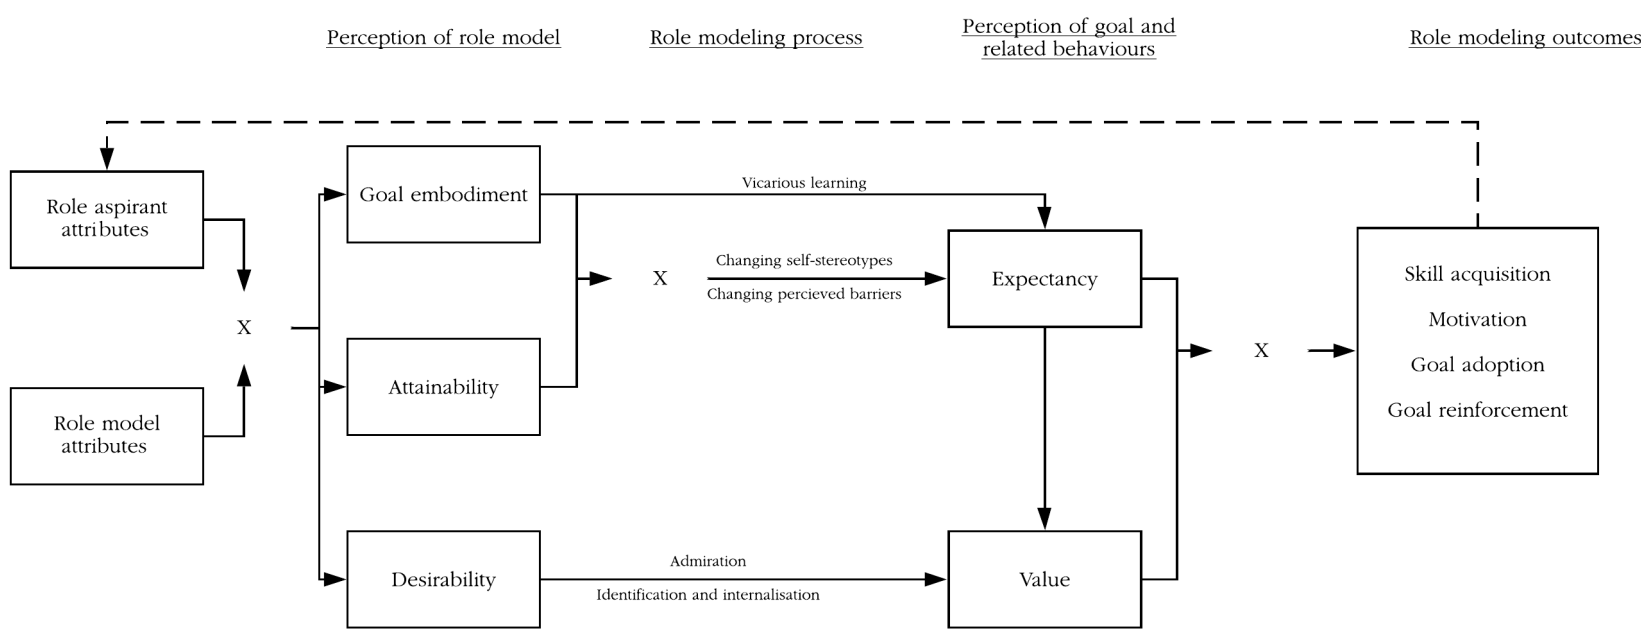 Perception of role model
Role modeling process
Perception of goal and
related behaviours
Role modeling outcomes
Role aspirant
attributes
X
Role model
attributes
Goal embodiment
Attainability
Desirability
Vicarious learning
X
Changing self-stereotypes
Changing percieved barriers
Admiration
Identification and internalisation
Expectancy
Value
X
Skill acquisition
Motivation
Goal adoption
Goal reinforcement